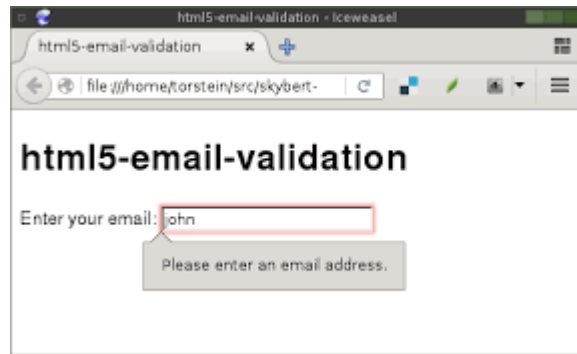 html5-email-validation - Iceweasel
html5-email-validation
file:///home/torstein/src/skybert-
html5-email-validation
Enter your email: john
Please enter an email address.